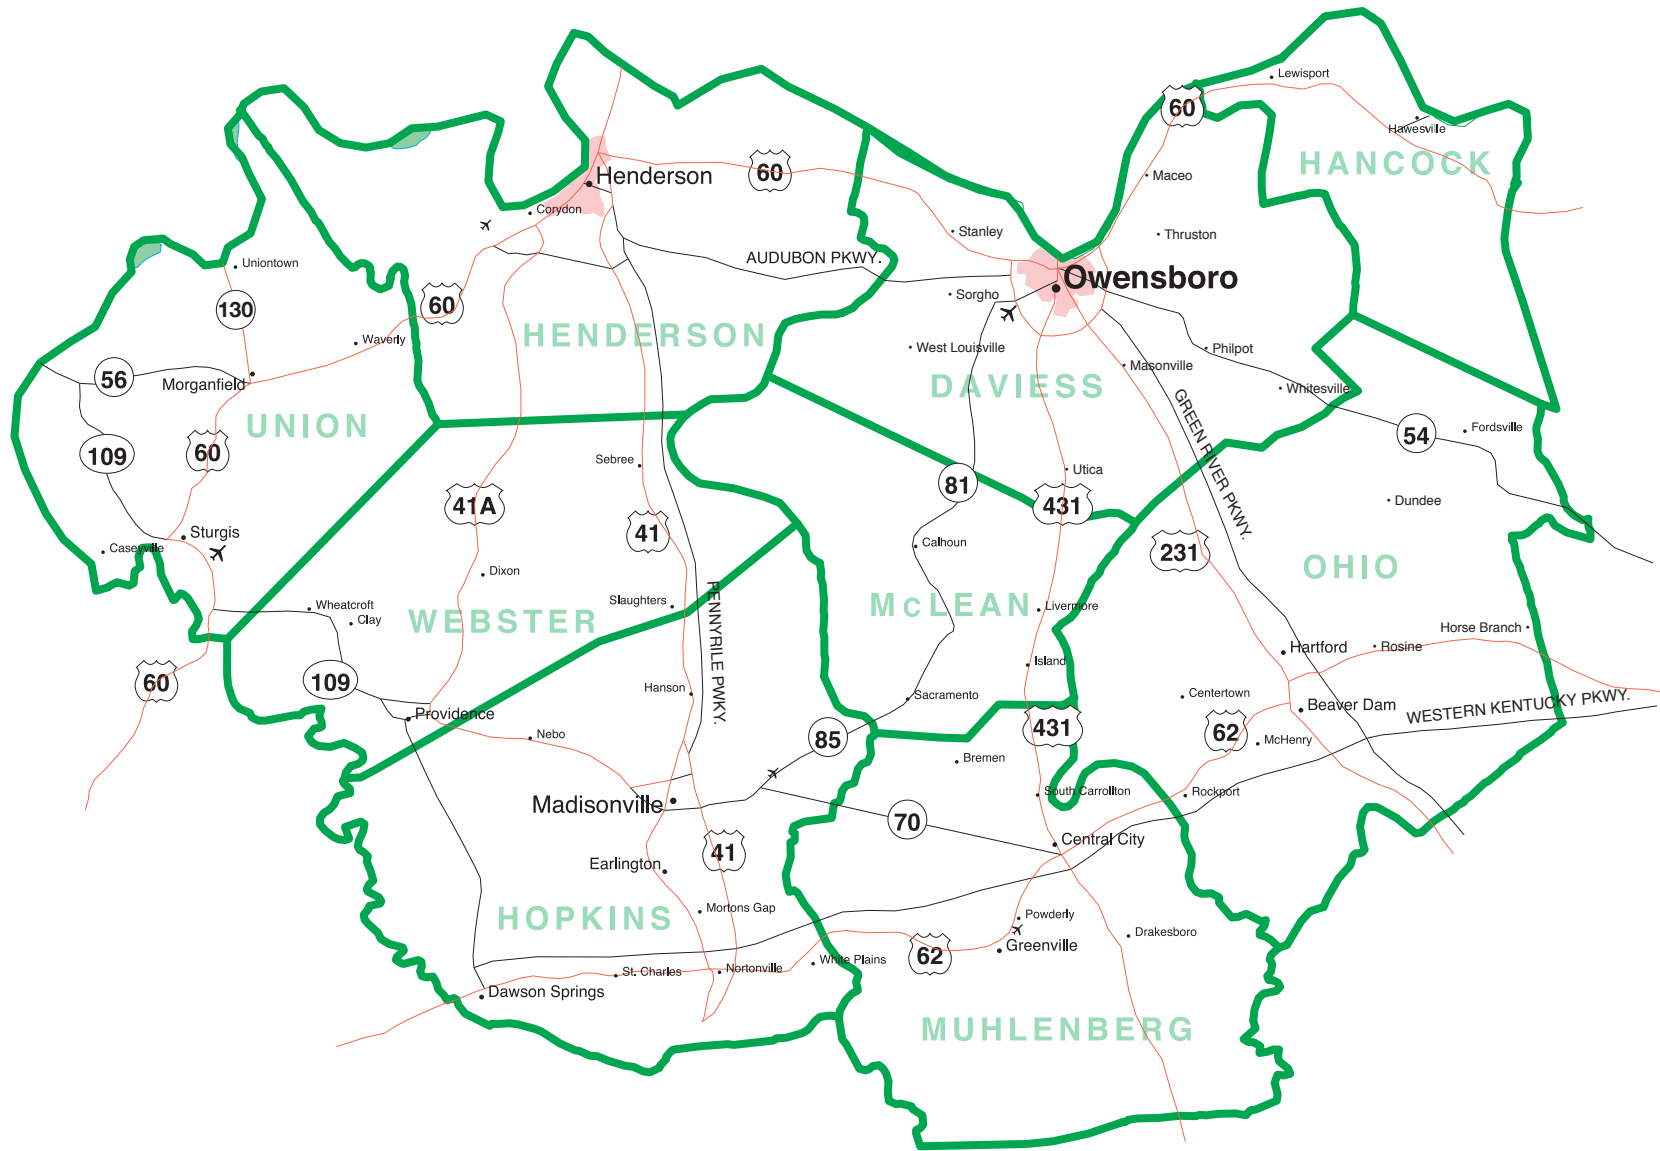 Lewisport
60
Hawesville
HANCOCK
60
Henderson
Maceo
Corydon
Stanley
Thruston
AUDUBON PKWY.
Uniontown
Owensboro
Sorgho
60
130
HENDERSON
Waverly
West Louisville
Philpot
Masonville
56
Morganfield
DAVIESS
Whitesville
GREEN RIVER PKWY.
UNION
Fordsville
54
109
60
Sebree
Utica
81
41A
431
Dundee
Sturgis
41
Calhoun
Caseyville
231
Dixon
OHIO
PENNYRILE PWKY.
Slaughters
Wheatcroft
McLEAN
Livermore
Clay
WEBSTER
Horse Branch
Hartford
Rosine
Island
60
109
Hanson
Sacramento
Centertown
WESTERN KENTUCKY PKWY.
Beaver Dam
Providence
431
62
Nebo
85
McHenry
Bremen
South Carrollton
Rockport
Madisonville
70
Central City
41
Earlington
Mortons Gap
HOPKINS
Powderly
Drakesboro
Greenville
62
White Plains
St. Charles
Nortonville
Dawson Springs
MUHLENBERG